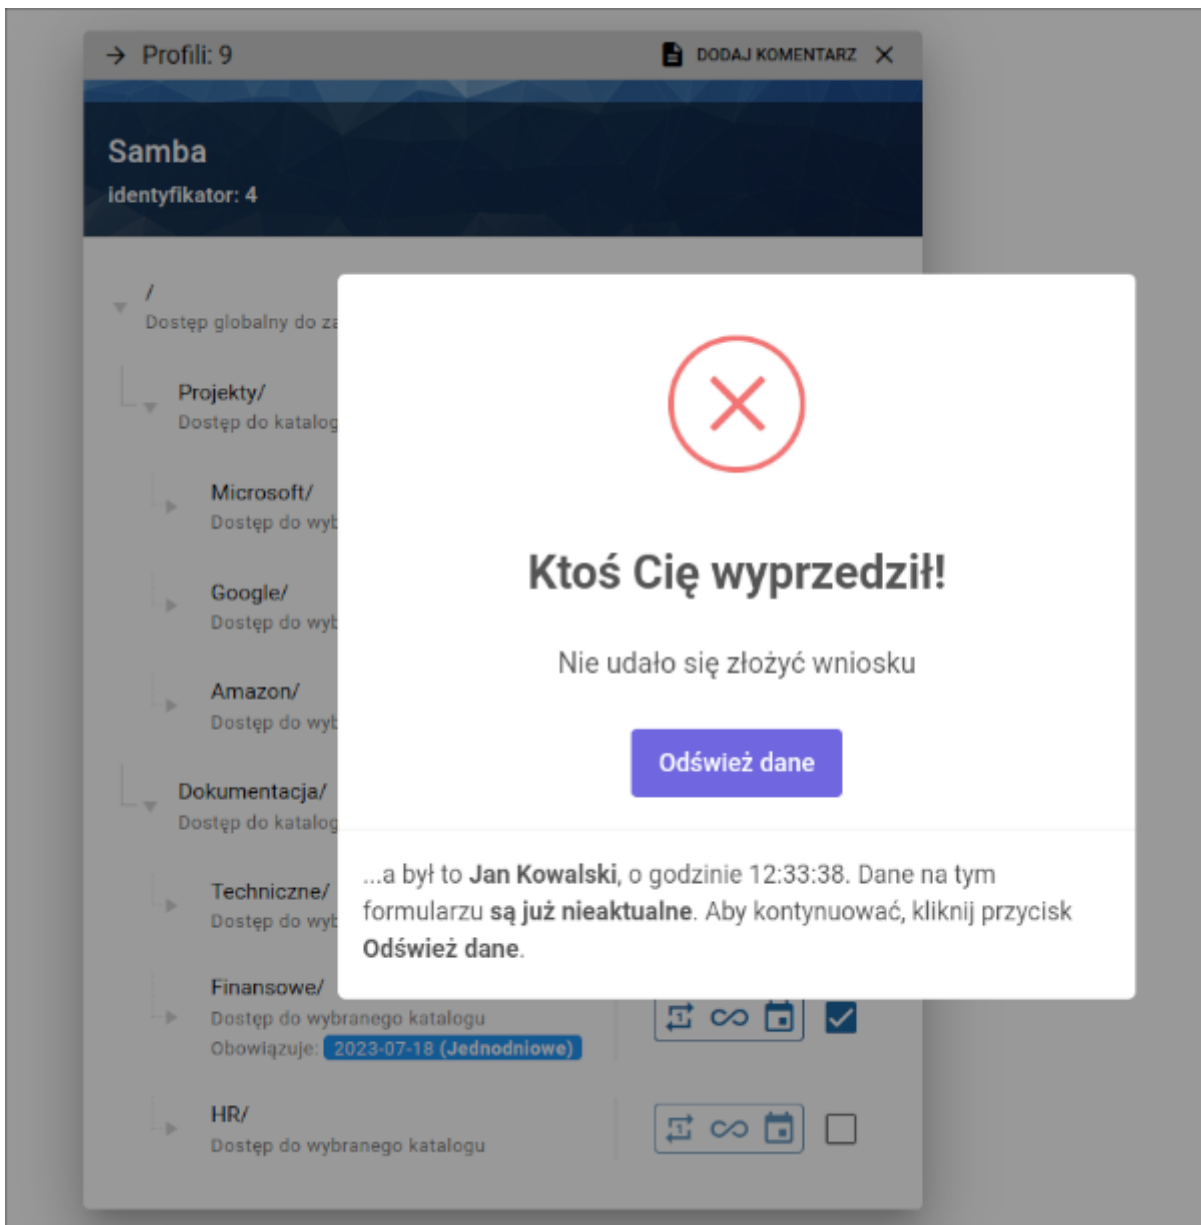 Profili: 9
DODAJ KOMENTARZ
Samba
identyfikator: 4
/
Dostęp globalny do za
Projekty/
Dostęp do katalog
Microsoft/
Dostęp do wyb
Google/
Dostęp do wyb
Amazon/
Dostęp do wyb
Dokumentacja/
Dostęp do katalog
Techniczne/
Dostęp do wyb
Finansowe/
Dostęp do wybranego katalogu
Obowiązuje: 2023-07-18 (Jednodniowe)
HR/
Dostęp do wybranego katalogu
Ktoś Cię wyprzedził!
Nie udało się złożyć wniosku
Odśwież dane
...a był to Jan Kowalski, o godzinie 12:33:38. Dane na tym
formularzu są już nieaktualne. Aby kontynuować, kliknij przycisk
Odśwież dane.